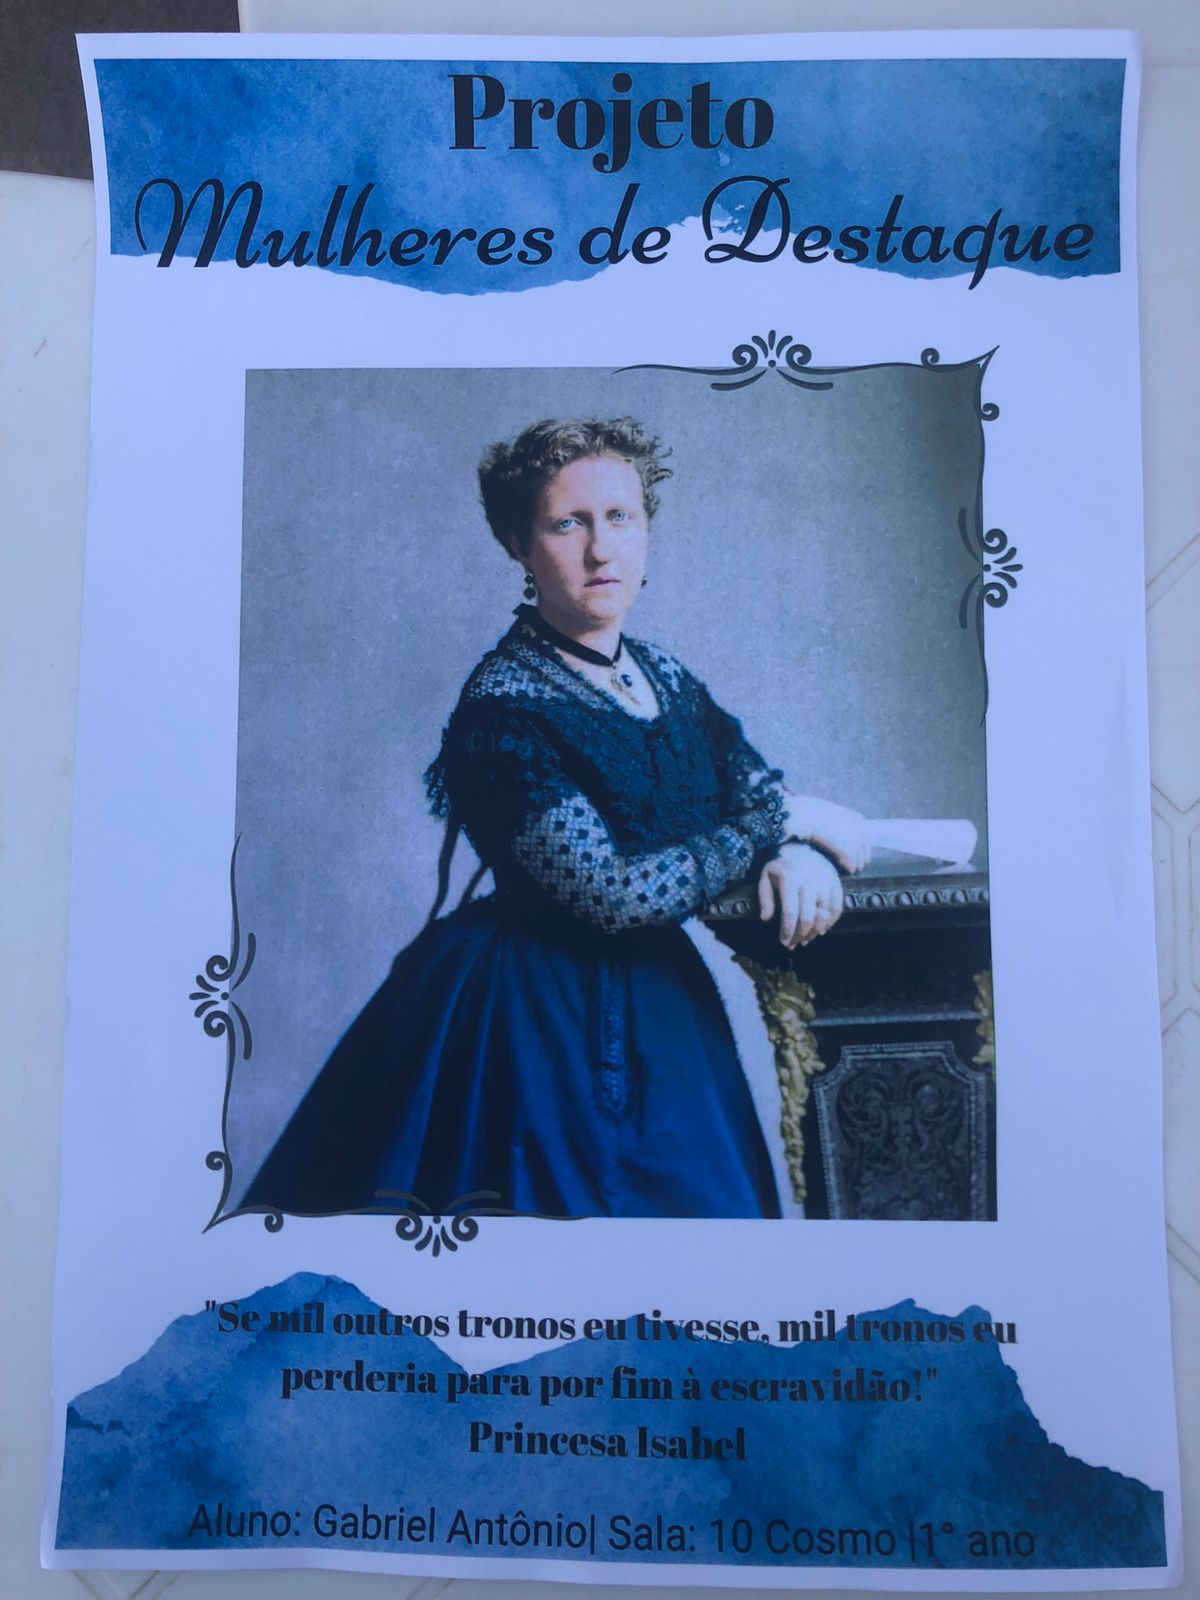 Projeto
Mulheres de Destaque
"Se mil outros tronos eu tivesse, mil tronos eu
perderia para por fim à escravidão!"
Princesa Isabel
Aluno: Gabriel Antônio| Sala: 10 Cosmo |1° ano